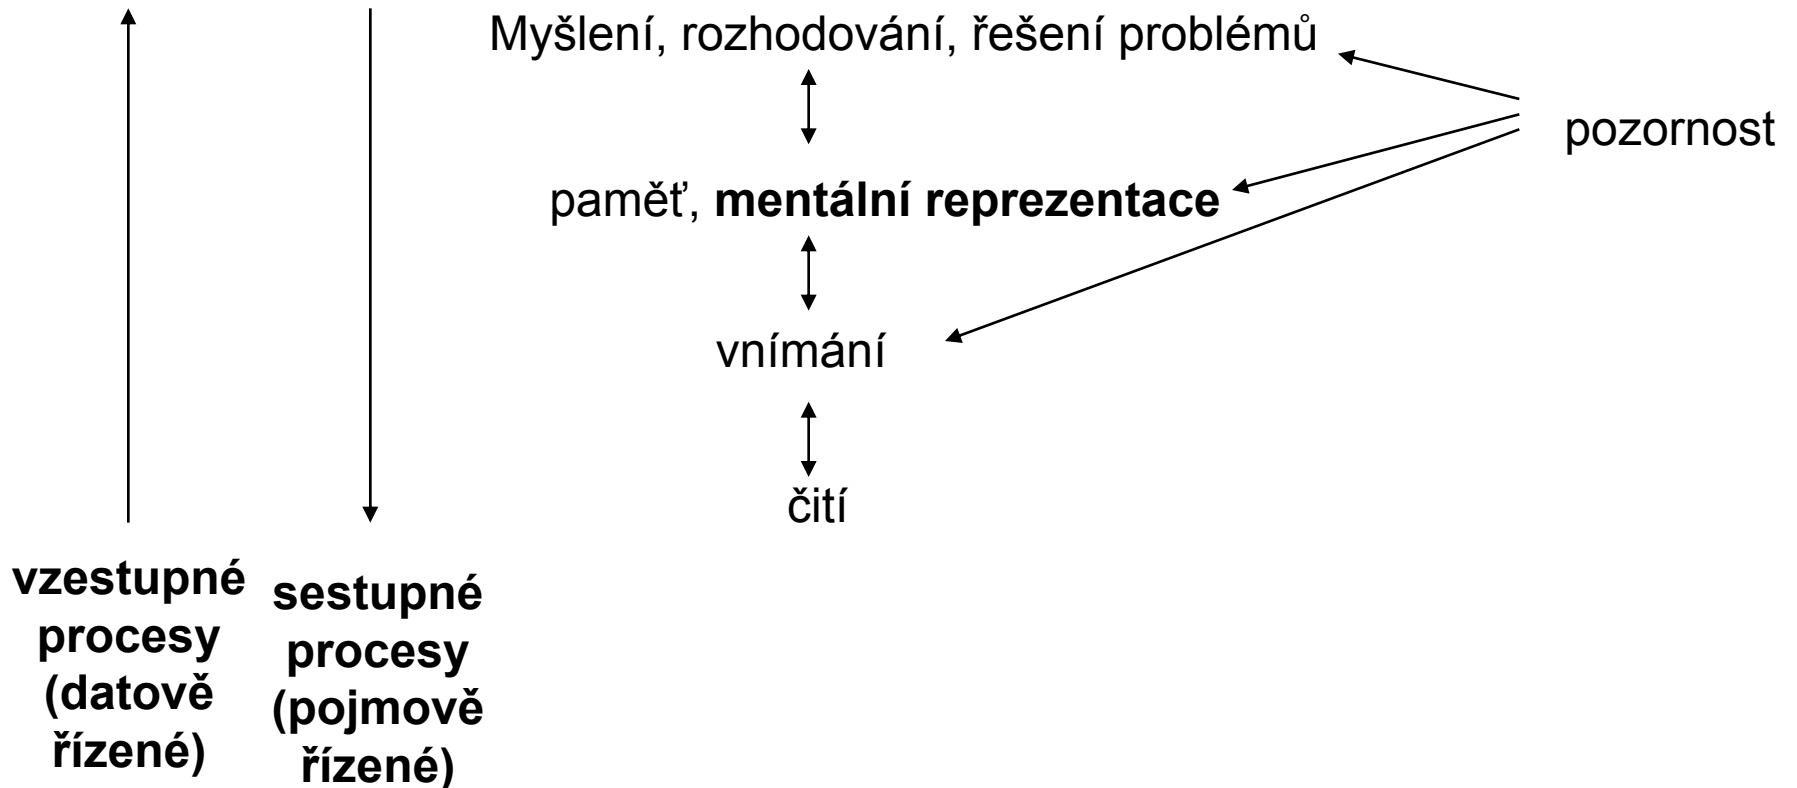 Myšlení, rozhodování, řešení problémů
pozornost
paměť, mentální reprezentace
vnímání
čití
vzestupné
procesy
(datově
řízené)
sestupné
procesy
(pojmově
řízené)